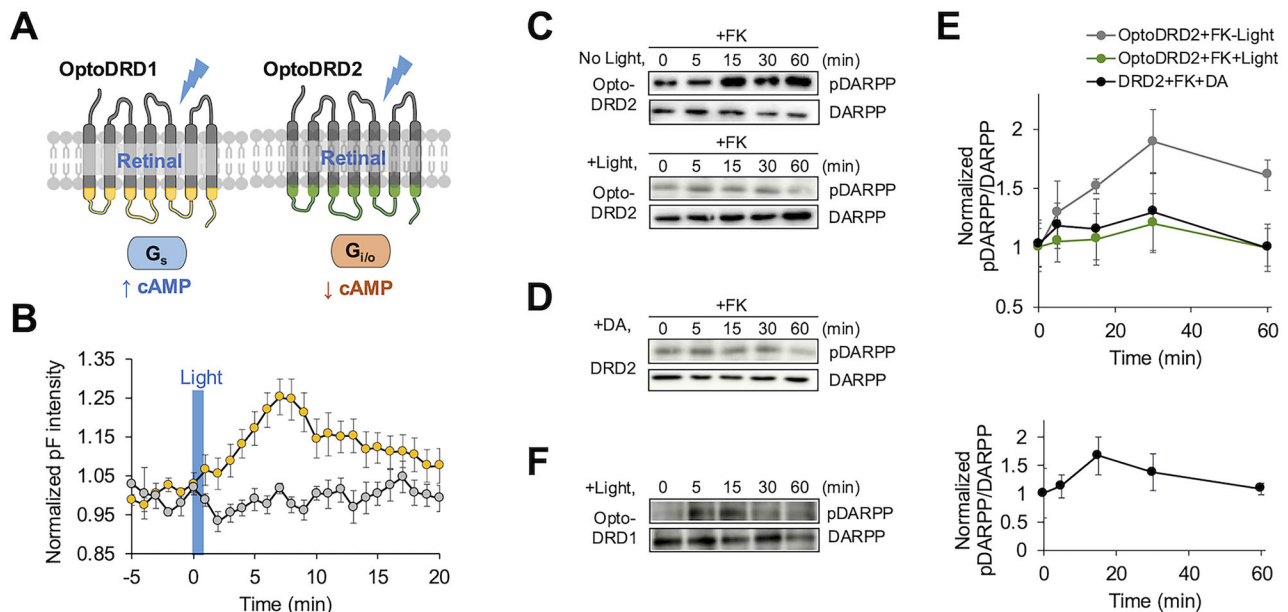 A
OptoDRD1
OptoDRD2
Retinal
Retinal
Gs
Gi/o
↑ cAMP
↓ cAMP
B
Normalized pF intensity
1.35
1.25
1.15
1.05
0.95
0.85
Light
-5
0
5
10
15
20
Time (min)
C
+FK
No Light, 0 5 15 30 60 (min)
Opto-
DRD2
pDARPP
DARPP
+FK
+Light, 0 5 15 30 60 (min)
Opto-
DRD2
pDARPP
DARPP
D
+FK
+DA, 0 5 15 30 60 (min)
DRD2
pDARPP
DARPP
F
+Light, 0 5 15 30 60 (min)
Opto-
DRD1
pDARPP
DARPP
E
OptoDRD2+FK-Light
OptoDRD2+FK+Light
DRD2+FK+DA
Normalized
pDARPP/DARPP
2
1.5
1
0.5
0 20 40 60
Time (min)
Normalized
pDARPP/DARPP
2
1.5
1
0.5
0
0 20 40 60
Time (min)